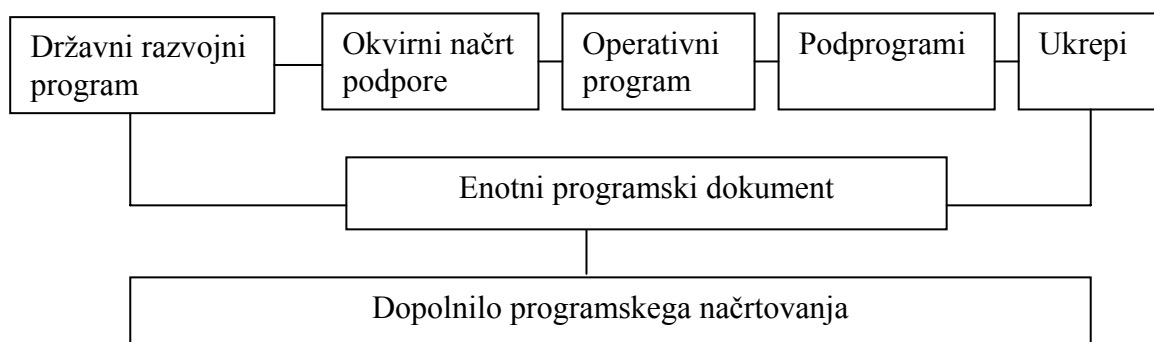 Državni razvojni
program
Okvirni načrt
podpore
Operativni
program
Podprogrami
Ukrepi
Enotni programski dokument
Dopolnilo programskega načrtovanja